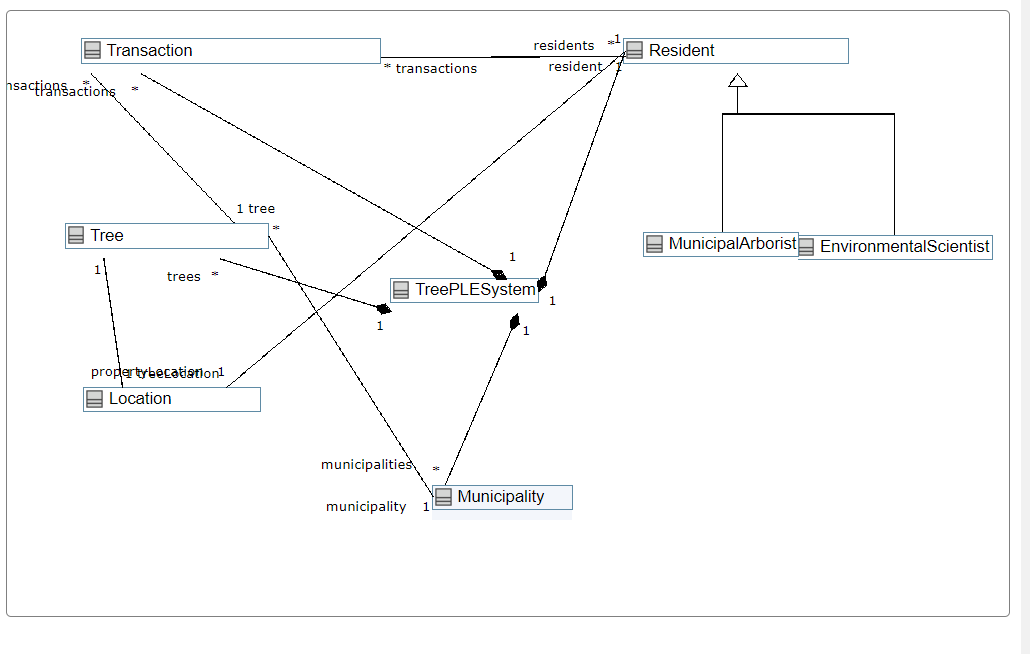 Transaction
residents *
1
Resident
* transactions
resident 1
nsactions *
transactions *
1 tree
*
Tree
MunicipalArborist
EnvironmentalScientist
1
1
trees *
TreePLESystem
1
1
1
propertyLocation 1
1 treeLocation
Location
municipalities *
Municipality
municipality 1